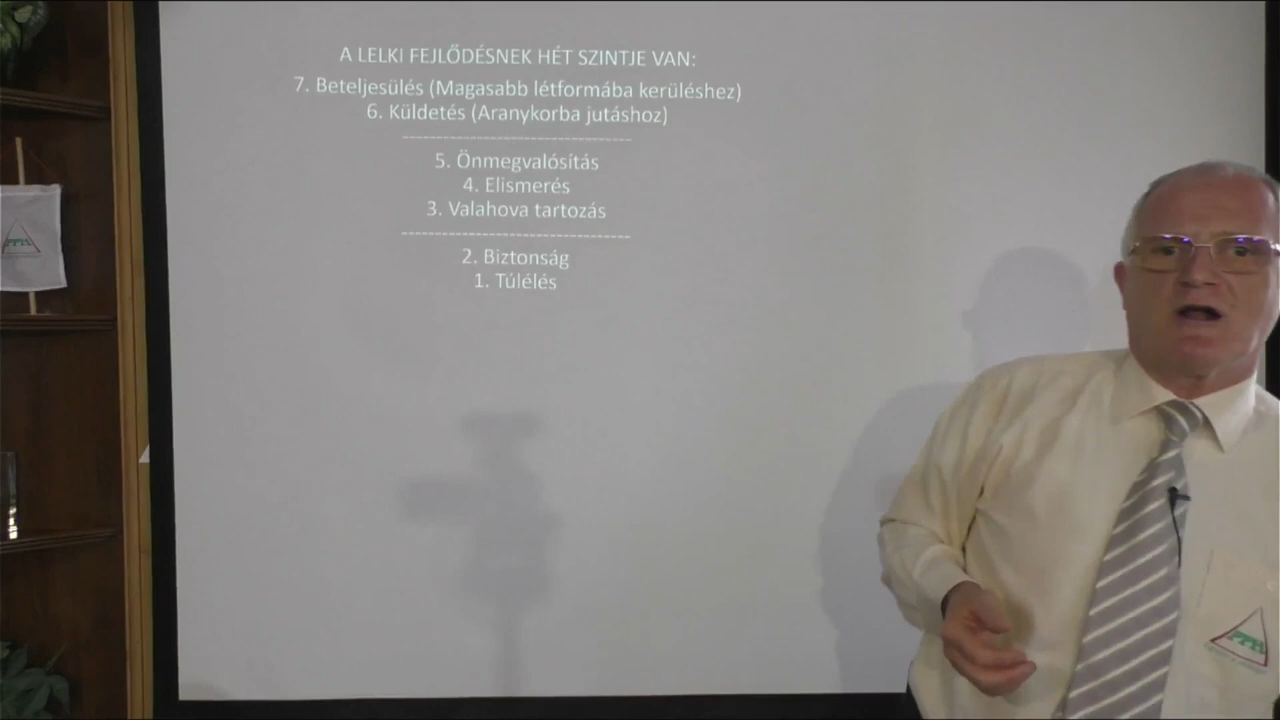 A LELKI FEJLŐDÉSNEK HÉT SZINTJE VAN:
7. Beteljesülés (Magasabb létformába kerüléshez)
6. Küldetés (Aranykorba jutáshoz)
--------------------------------
5. Önmegvalósítás
4. Elismerés
3. Valahova tartozás
--------------------------------
2. Biztonság
1. Túlélés